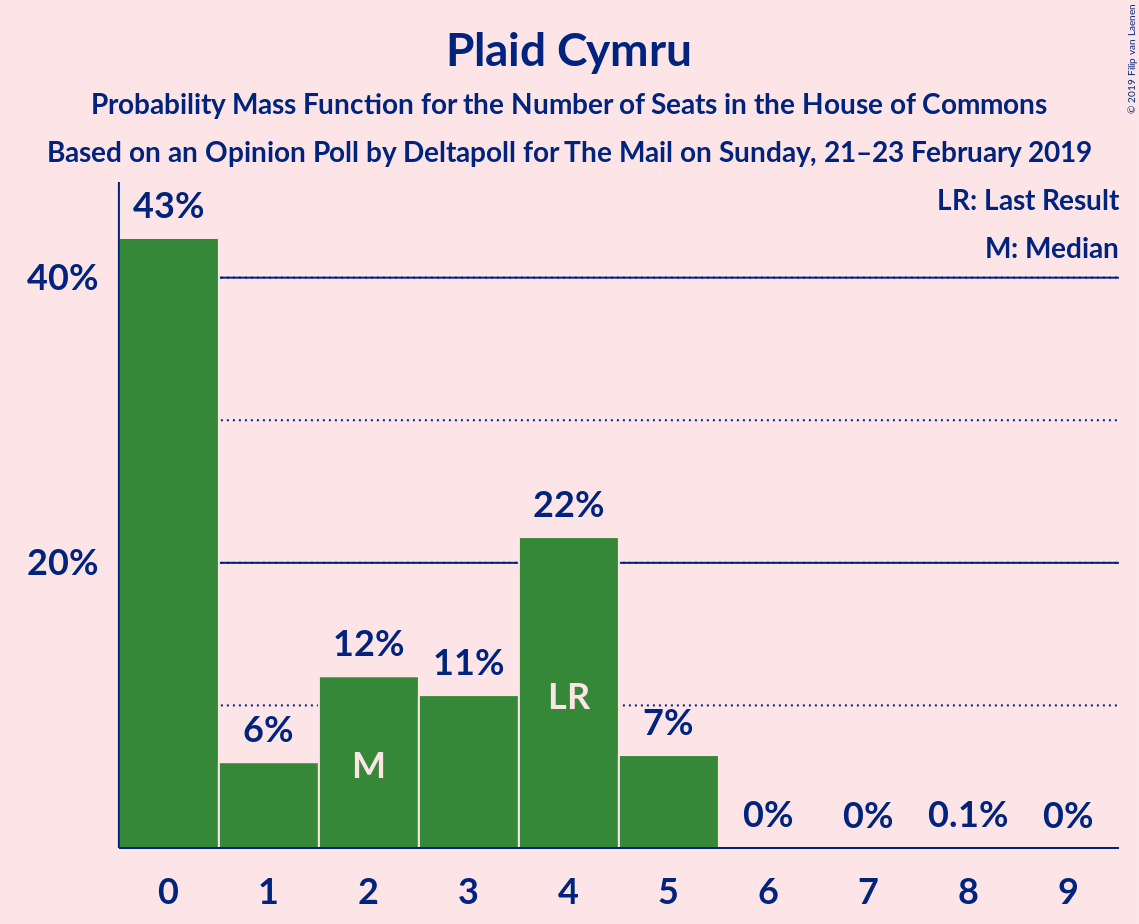 Plaid Cymru
Probability Mass Function for the Number of Seats in the House of Commons
Based on an Opinion Poll by Deltapoll for The Mail on Sunday, 21–23 February 2019
© 2019 Filip van Laenen
LR: Last Result
M: Median
40%
20%
43%
6%
12%
11%
22%
7%
0%
0%
0.1%
0%
M
LR
0 1 2 3 4 5 6 7 8 9